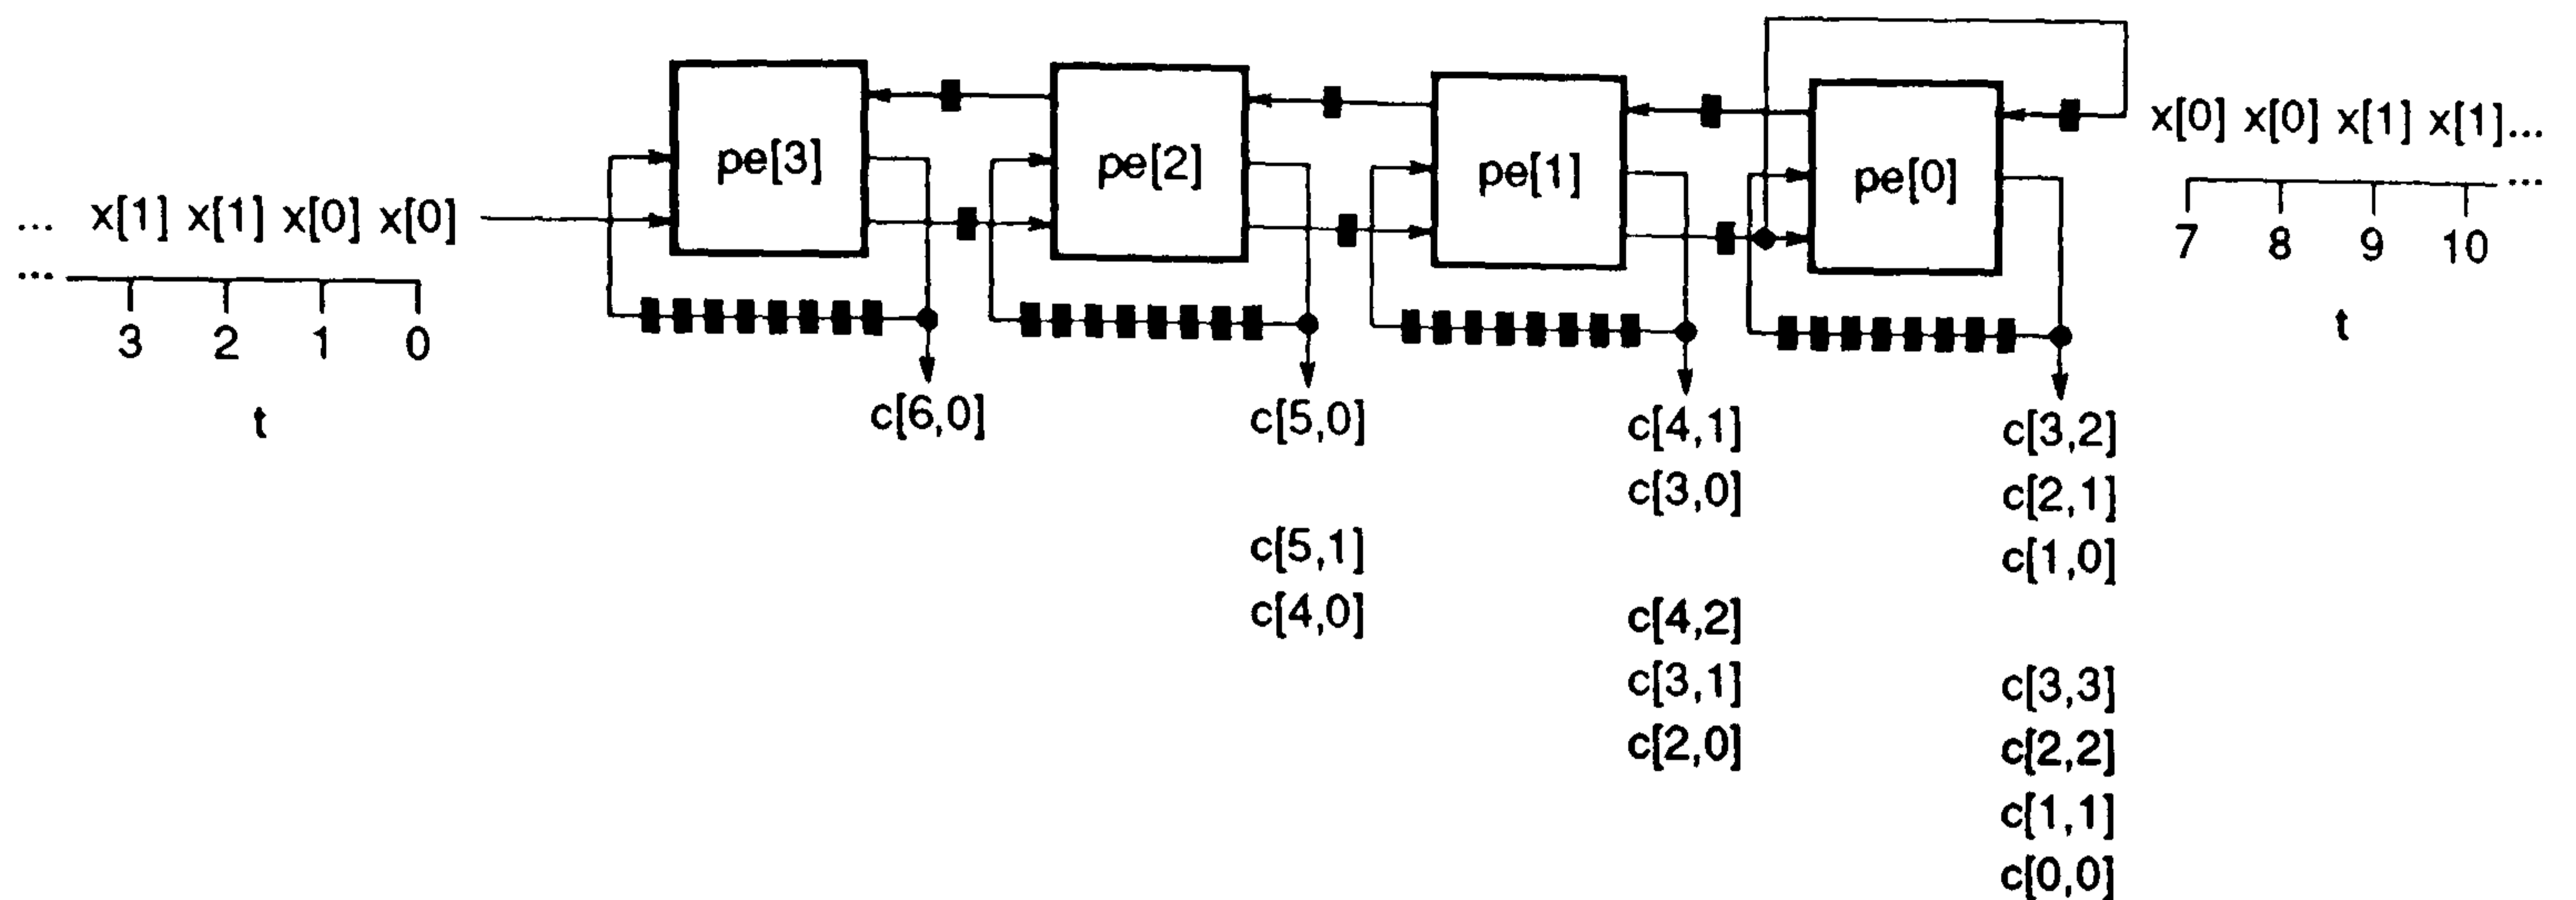 pe[3]
pe[2]
pe[1]
pe[0]
x[0] x[0] x[1] x[1]...
... x[1] x[1] x[0] x[0]
...
7 8 9 10
t
...
3 2 1 0
t
c[6,0]
c[5,0]
c[4,1]
c[3,2]
c[3,0]
c[2,1]
c[5,1]
c[1,0]
c[4,0]
c[4,2]
c[3,1]
c[3,3]
c[2,0]
c[2,2]
c[1,1]
c[0,0]